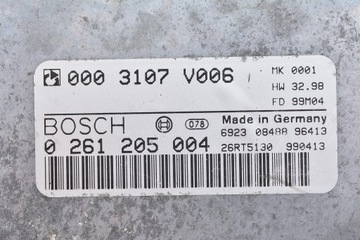 000 3107 V006
MK 0001
HW 32.98
FD 99M04
BOSCH
078
Made in Germany
6923 0848A 96413
0 261 205 004
26RT5130 990413